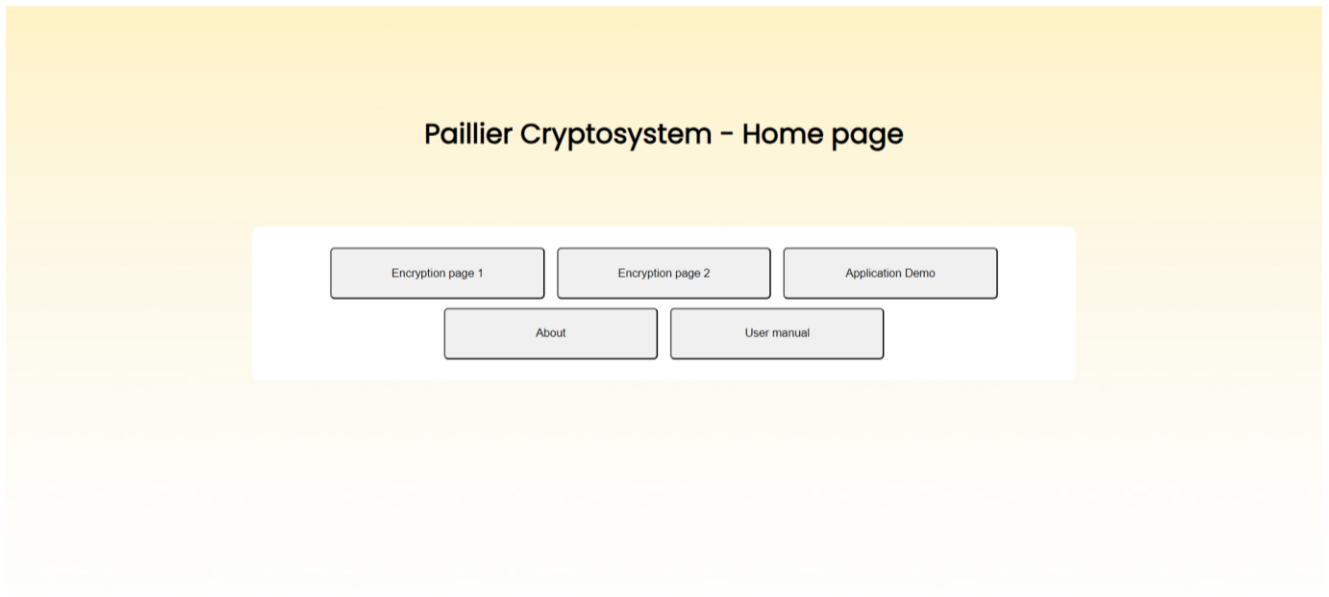 Paillier Cryptosystem - Home page
Encryption page 1
Encryption page 2
Application Demo
About
User manual